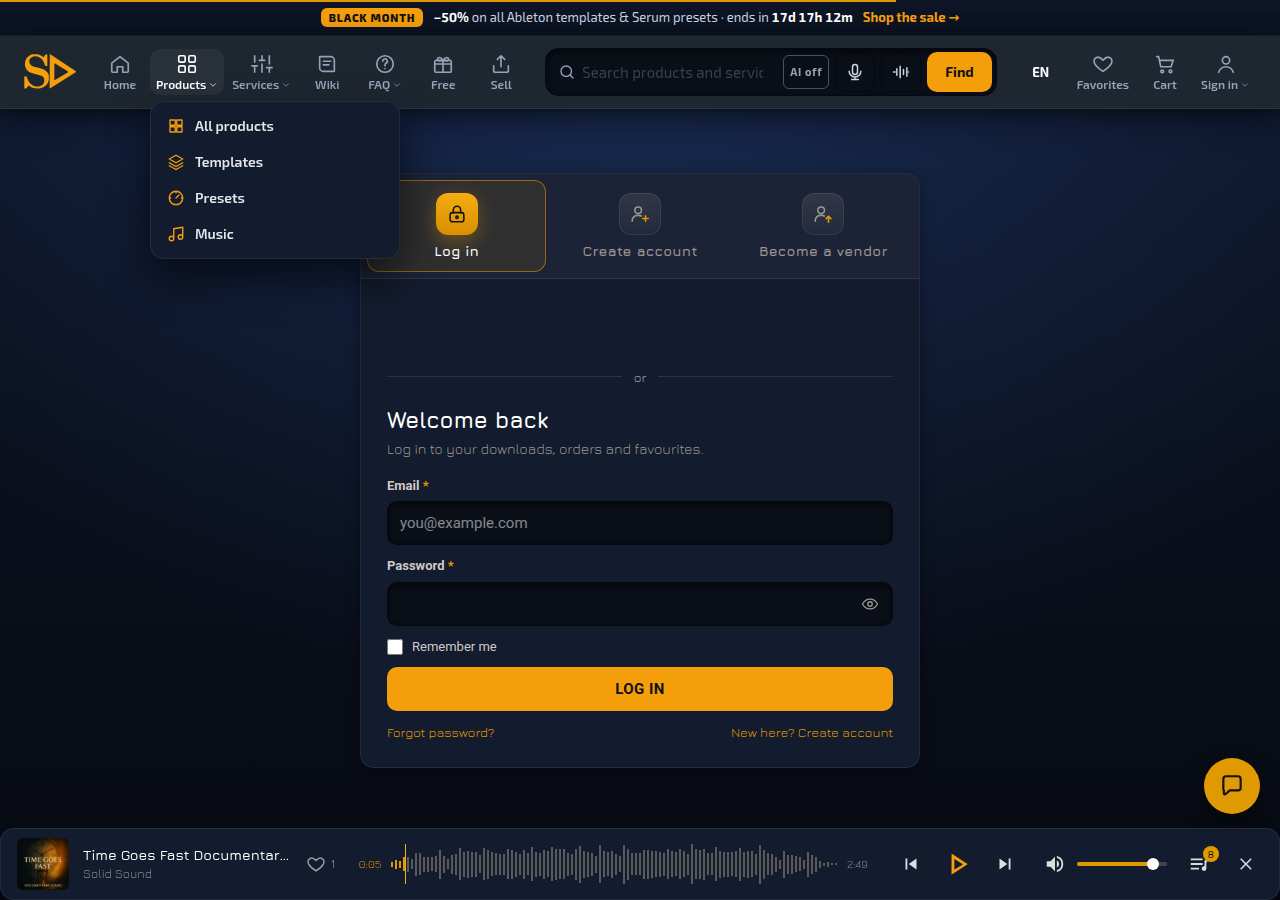 BLACK MONTH −50% on all Ableton templates & Serum presets · ends in 17d 17h 12m Shop the sale →
SD
Home Products Services Wiki FAQ Free Sell Search products and servic AI off Find EN Favorites Cart Sign in
All products
Templates
Presets
Music
Log in Create account Become a vendor
or
Welcome back
Log in to your downloads, orders and favourites.
Email *
you@example.com
Password *
Remember me
LOG IN
Forgot password? New here? Create account
TIME GOES
FAST
Time Goes Fast Documentar...
Solid Sound
1
0:05
2:49
8